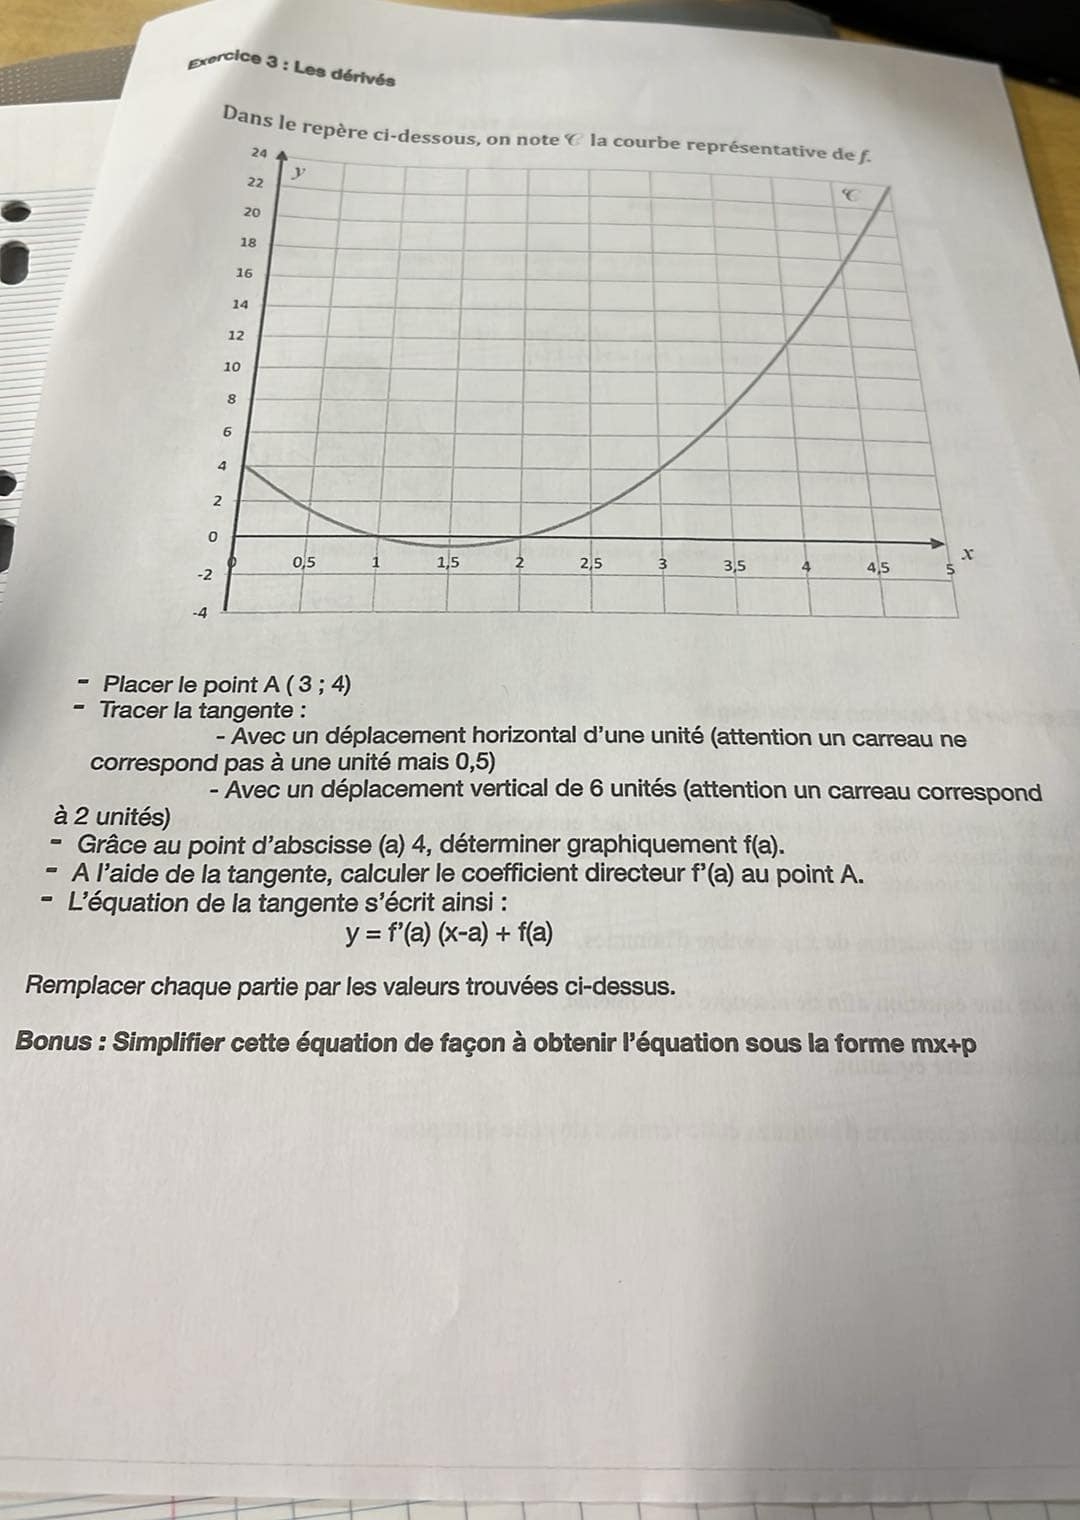 Exercice 3 : Les dérivés
Dans le repère ci-dessous, on note 𝒞 la courbe représentative de f.
24
y
𝒞
22
20
18
16
14
12
10
8
6
4
2
0
x
0 0,5 1 1,5 2 2,5 3 3,5 4 4,5 5
-2
-4
- Placer le point A ( 3 ; 4)
- Tracer la tangente :
- Avec un déplacement horizontal d’une unité (attention un carreau ne
correspond pas à une unité mais 0,5)
- Avec un déplacement vertical de 6 unités (attention un carreau correspond
à 2 unités)
- Grâce au point d’abscisse (a) 4, déterminer graphiquement f(a).
- A l’aide de la tangente, calculer le coefficient directeur f’(a) au point A.
- L’équation de la tangente s’écrit ainsi :
y = f’(a) (x-a) + f(a)
Remplacer chaque partie par les valeurs trouvées ci-dessus.
Bonus : Simplifier cette équation de façon à obtenir l’équation sous la forme mx+p